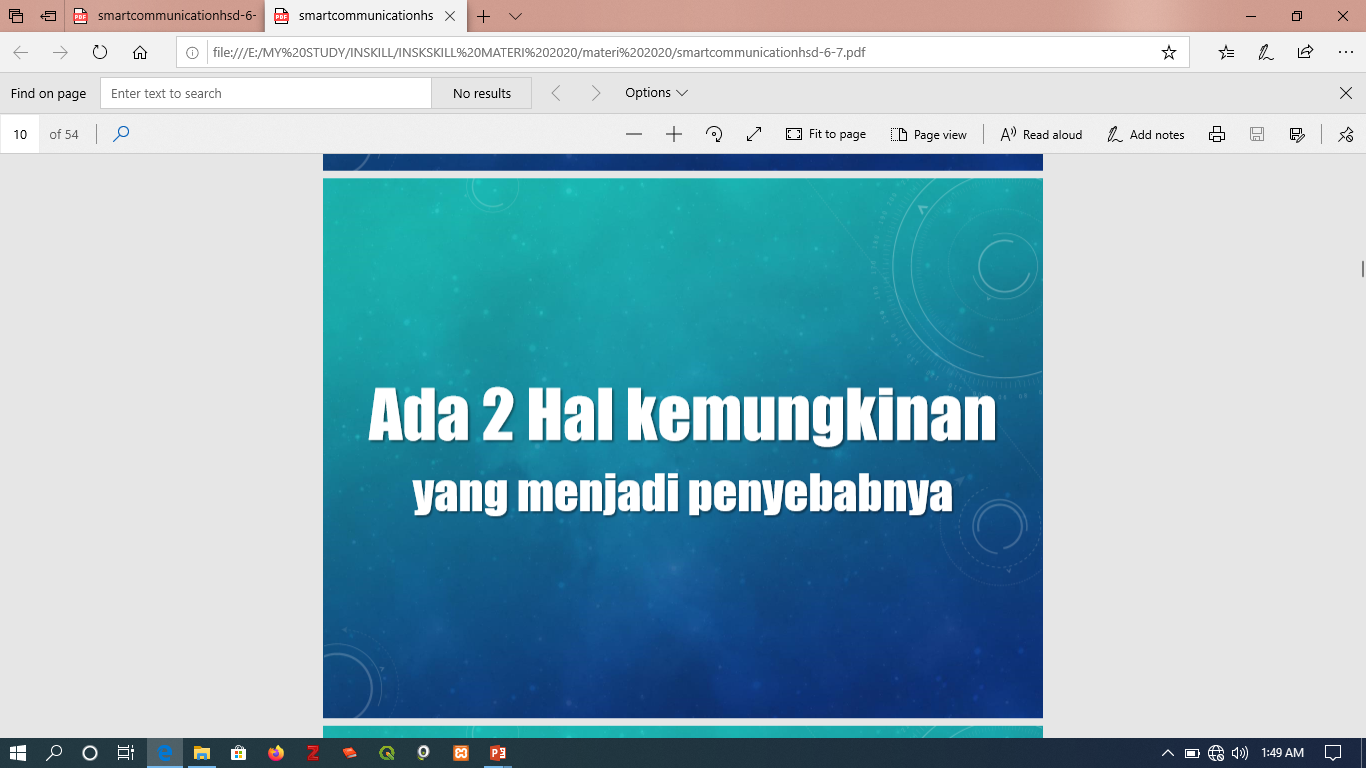 smartcommunicationhsd-6-
smartcommunicationhs
file:///E:/MY%20STUDY/INSKILL/INSKSKILL%20MATERI%202020/materi%202020/smartcommunicationhsd-6-7.pdf
Find on page
Enter text to search
No results
Options
10 of 54
Fit to page
Page view
Read aloud
Add notes
Ada 2 Hal kemungkinan
yang menjadi penyebabnya
1:49 AM